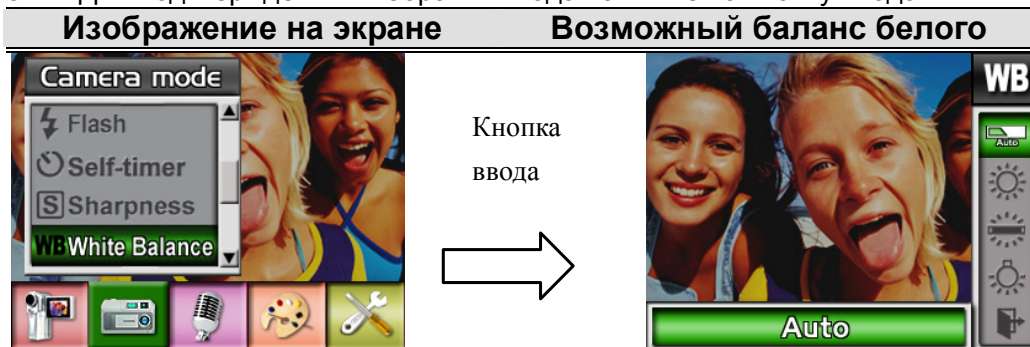 Изображение на экране Возможный баланс белого
Camera mode
Flash
Self-timer
S Sharpness
WB White Balance
Кнопка
ввода
WB
Auto
Auto